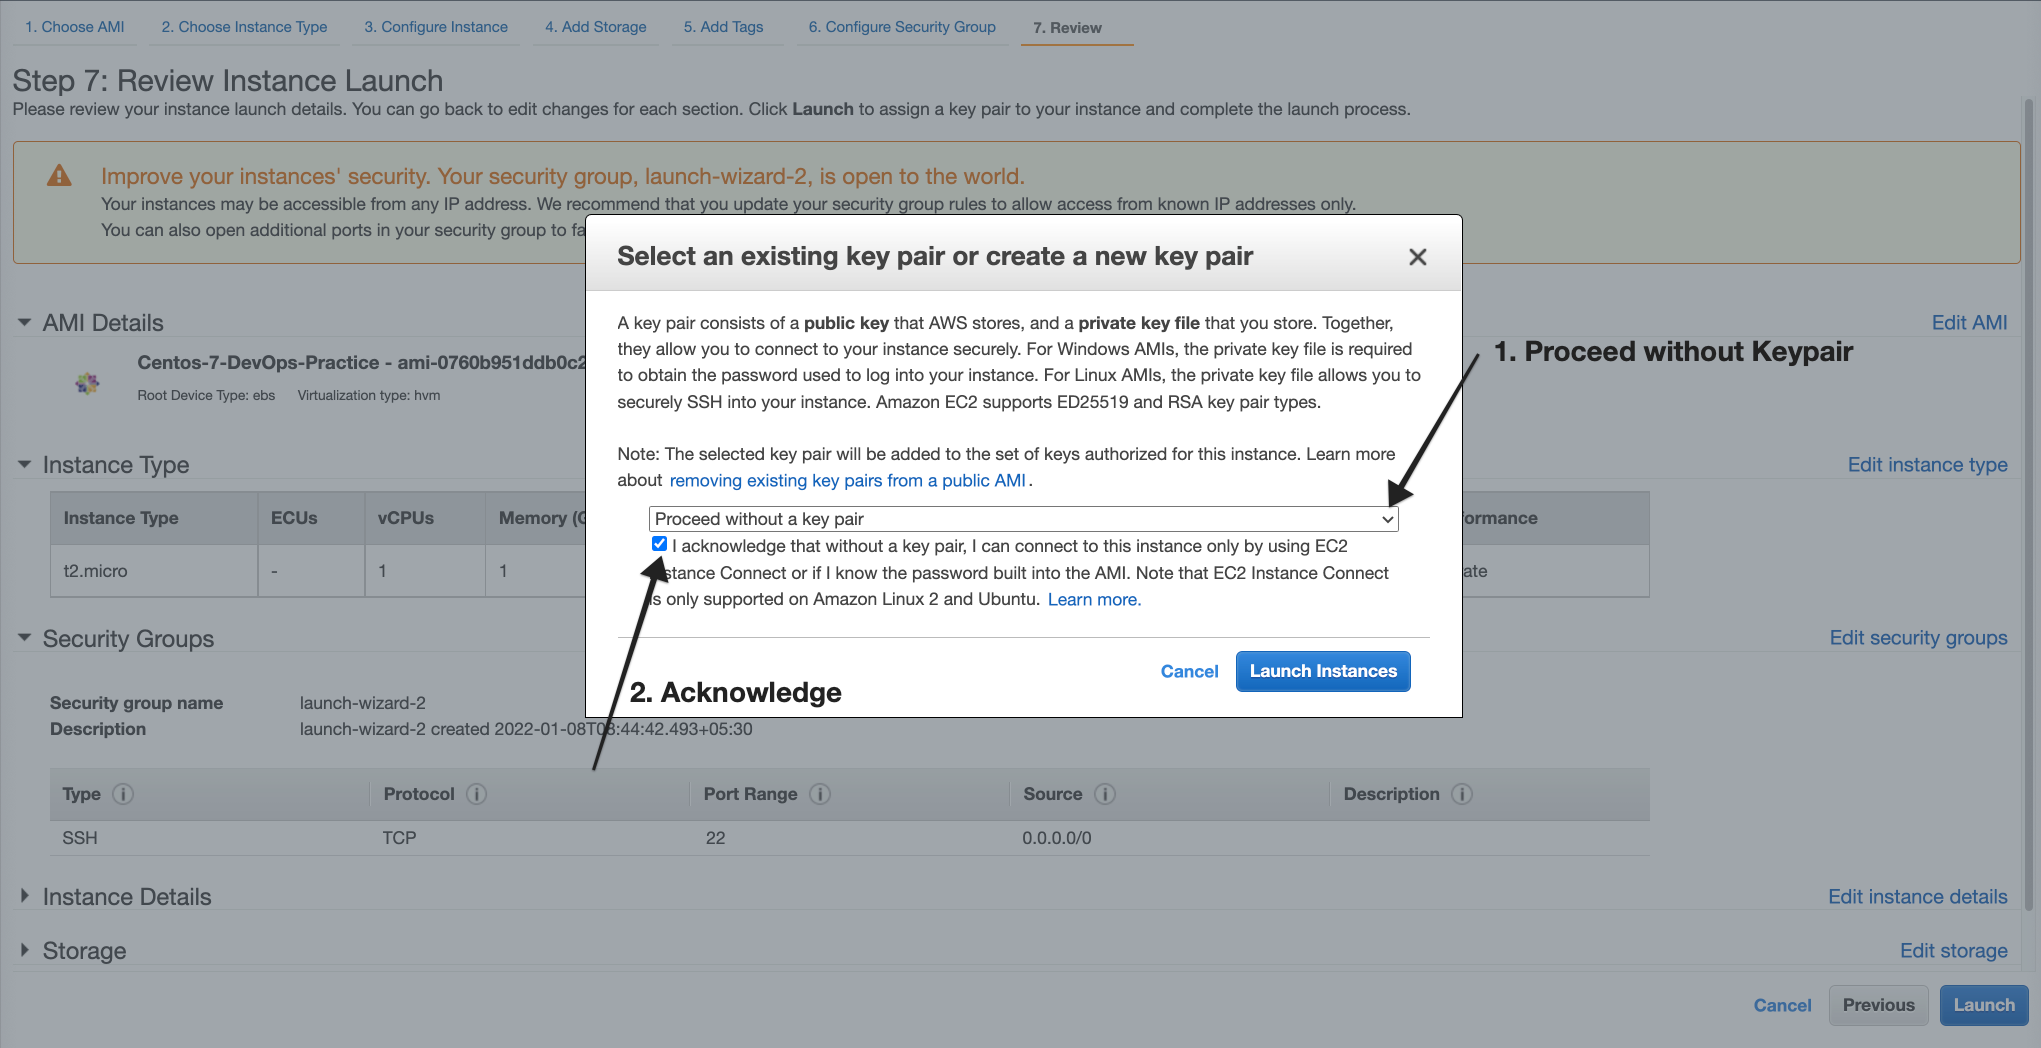 1. Choose AMI 2. Choose Instance Type 3. Configure Instance 4. Add Storage 5. Add Tags 6. Configure Security Group 7. Review
Step 7: Review Instance Launch
Please review your instance launch details. You can go back to edit changes for each section. Click Launch to assign a key pair to your instance and complete the launch process.
Improve your instances' security. Your security group, launch-wizard-2, is open to the world.
Your instances may be accessible from any IP address. We recommend that you update your security group rules to allow access from known IP addresses only.
You can also open additional ports in your security group to fa
Select an existing key pair or create a new key pair
A key pair consists of a public key that AWS stores, and a private key file that you store. Together,
they allow you to connect to your instance securely. For Windows AMIs, the private key file is required
to obtain the password used to log into your instance. For Linux AMIs, the private key file allows you to
securely SSH into your instance. Amazon EC2 supports ED25519 and RSA key pair types.
Note: The selected key pair will be added to the set of keys authorized for this instance. Learn more
about removing existing key pairs from a public AMI .
Proceed without a key pair
I acknowledge that without a key pair, I can connect to this instance only by using EC2
stance Connect or if I know the password built into the AMI. Note that EC2 Instance Connect
is only supported on Amazon Linux 2 and Ubuntu. Learn more.
Cancel Launch Instances
1. Proceed without Keypair
2. Acknowledge
AMI Details Edit AMI
Centos-7-DevOps-Practice - ami-0760b951ddb0c2
Root Device Type: ebs Virtualization type: hvm
Instance Type Edit instance type
Instance Type ECUs vCPUs Memory (G ormance
t2.micro - 1 1 ate
Security Groups Edit security groups
Security group name launch-wizard-2
Description launch-wizard-2 created 2022-01-08T08:44:42.493+05:30
Type Protocol Port Range Source Description
SSH TCP 22 0.0.0.0/0
Instance Details Edit instance details
Storage Edit storage
Cancel Previous Launch